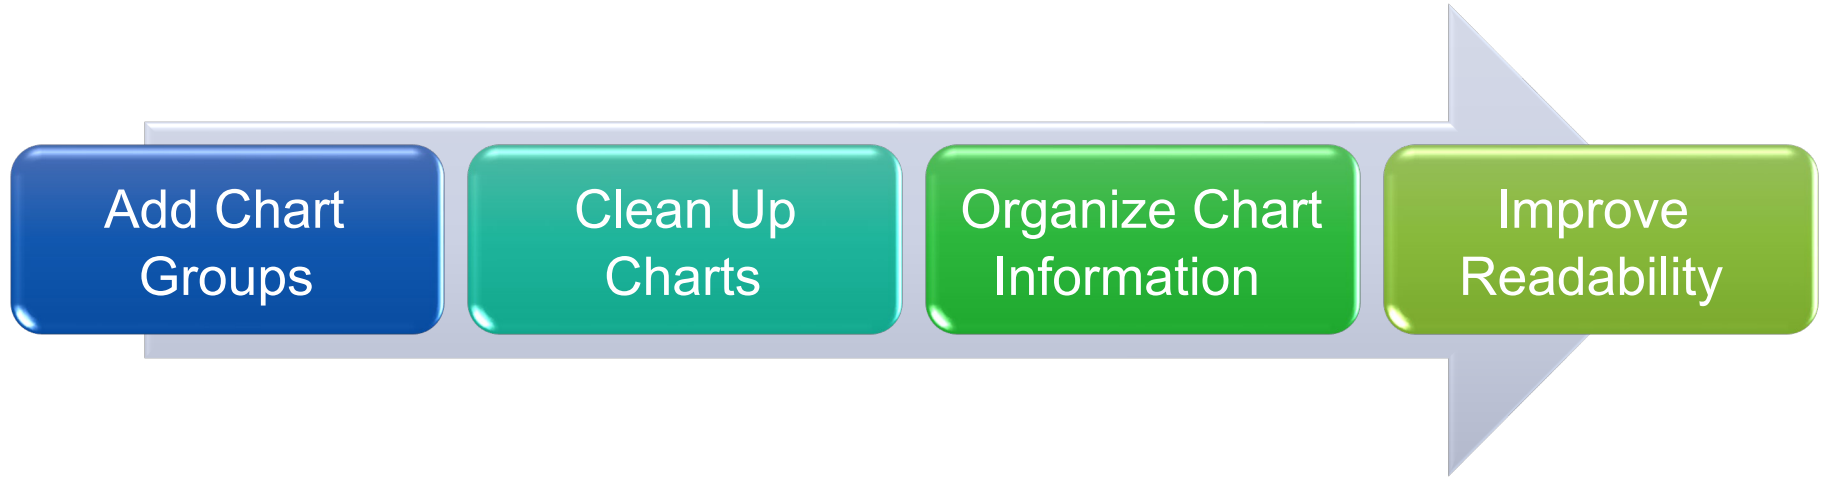 Add Chart
Groups
Clean Up
Charts
Organize Chart
Information
Improve
Readability